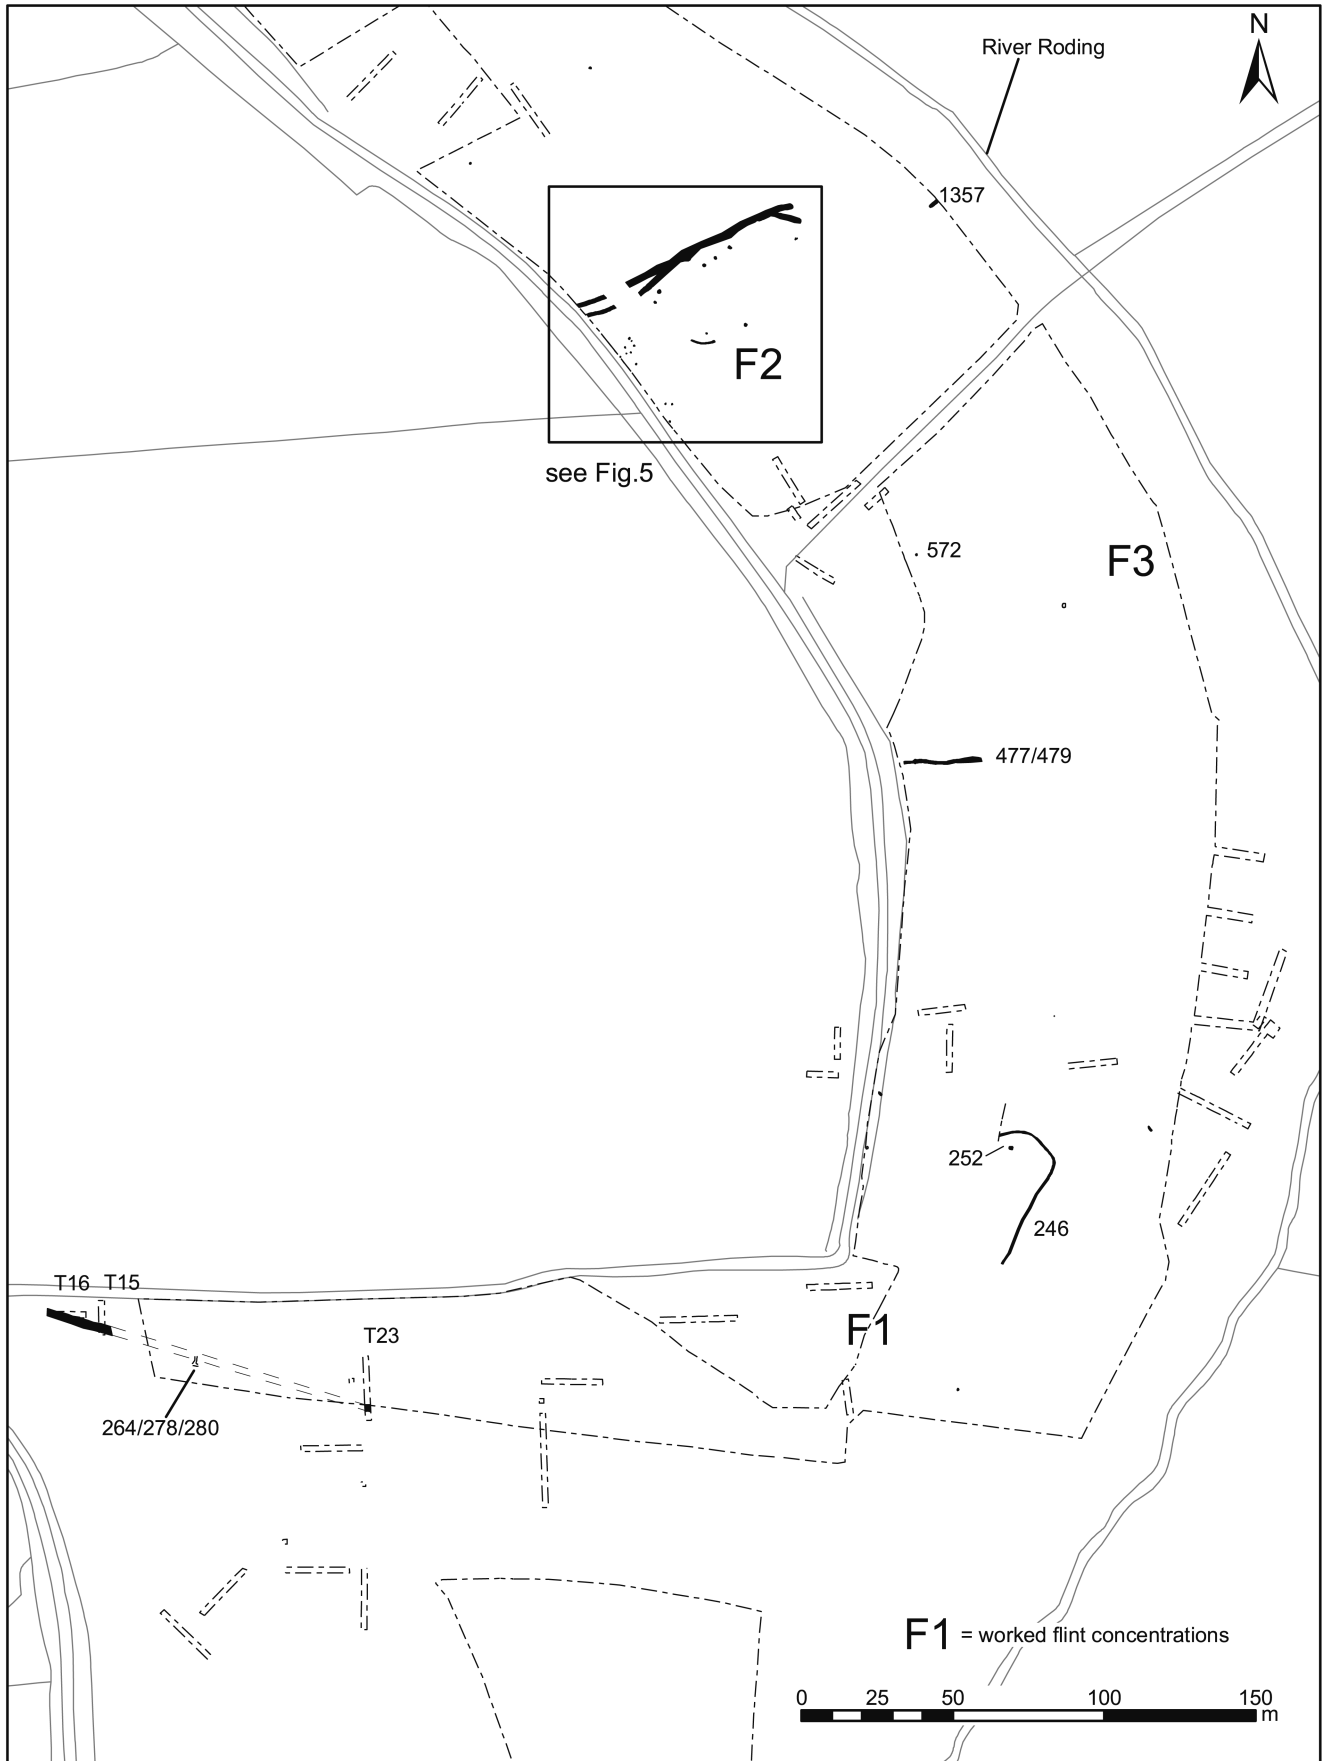 N
River Roding
1357
F2
see Fig.5
572
F3
477/479
252
246
T16 T15
F1
T23
264/278/280
F1 = worked flint concentrations
0 25 50 100 150
m